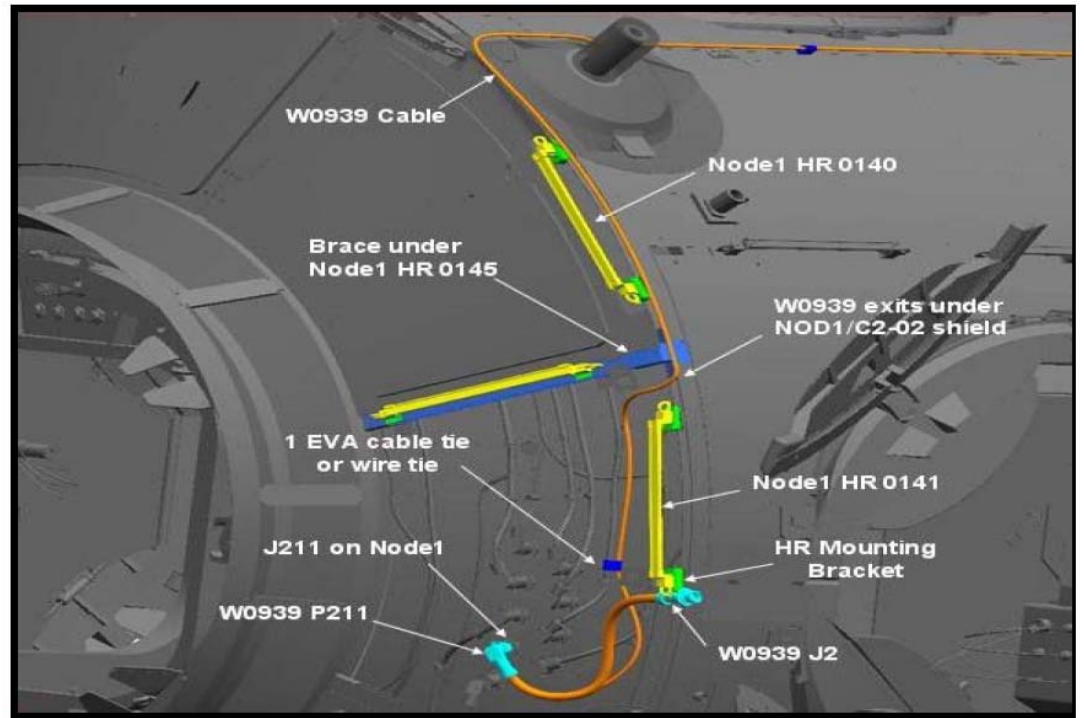 W0939 Cable
Node1 HR 0140
Brace under
Node1 HR 0145
W0939 exits under
NOD1/C2-02 shield
1 EVA cable tie
or wire tie
Node1 HR 0141
J211 on Node1
HR Mounting
Bracket
W0939 P211
W0939 J2